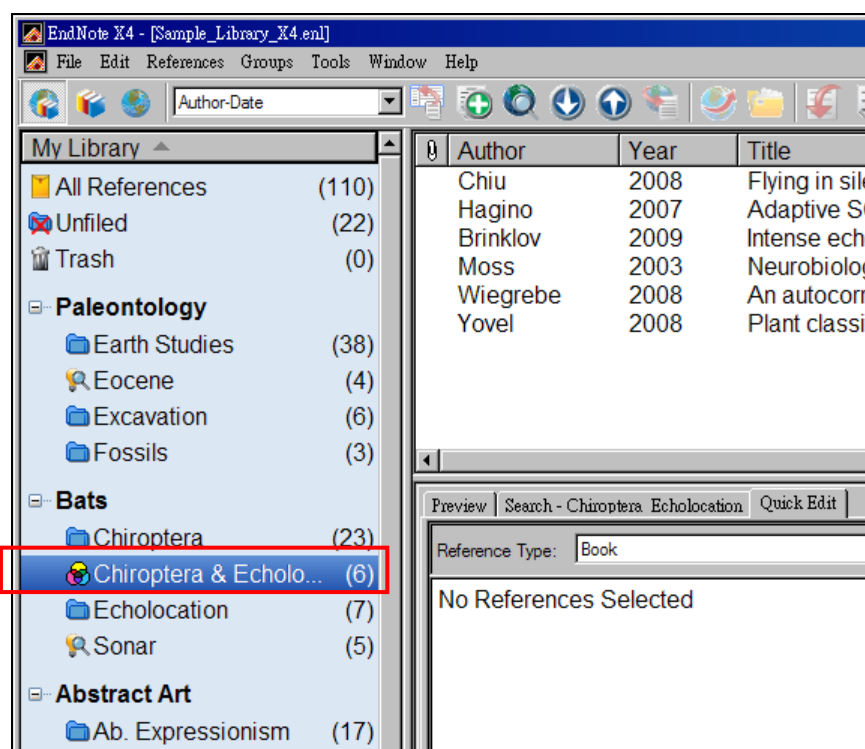 EndNote X4 - [Sample_Library_X4.enl]
File Edit References Groups Tools Window Help
Author-Date
My Library
All References (110)
Unfiled (22)
Trash (0)
Paleontology
Earth Studies (38)
Eocene (4)
Excavation (6)
Fossils (3)
Bats
Chiroptera (23)
Chiroptera & Echolo... (6)
Echolocation (7)
Sonar (5)
Abstract Art
Ab. Expressionism (17)
Author Year Title
Chiu 2008 Flying in sil
Hagino 2007 Adaptive S
Brinklov 2009 Intense ech
Moss 2003 Neurobiolog
Wiegrebe 2008 An autocorr
Yovel 2008 Plant classi
Preview Search - Chiroptera Echolocation Quick Edit
Reference Type: Book
No References Selected